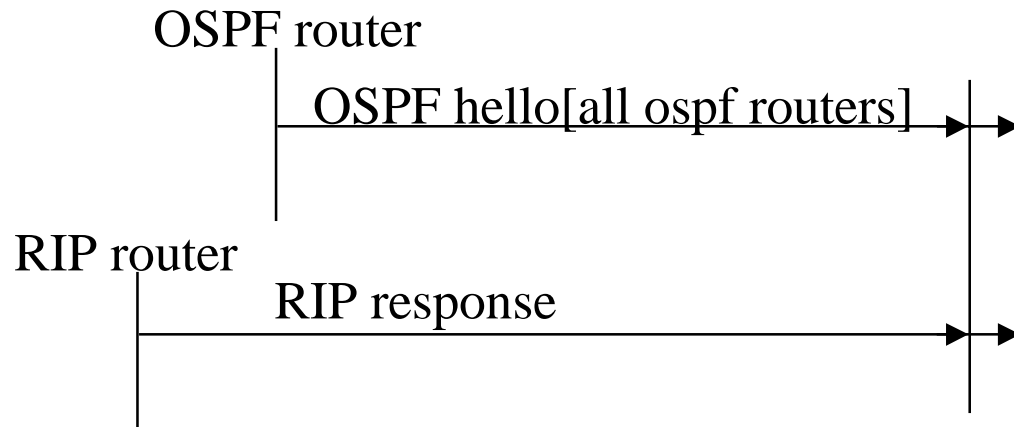 OSPF router
OSPF hello[all ospf routers]
RIP router
RIP response